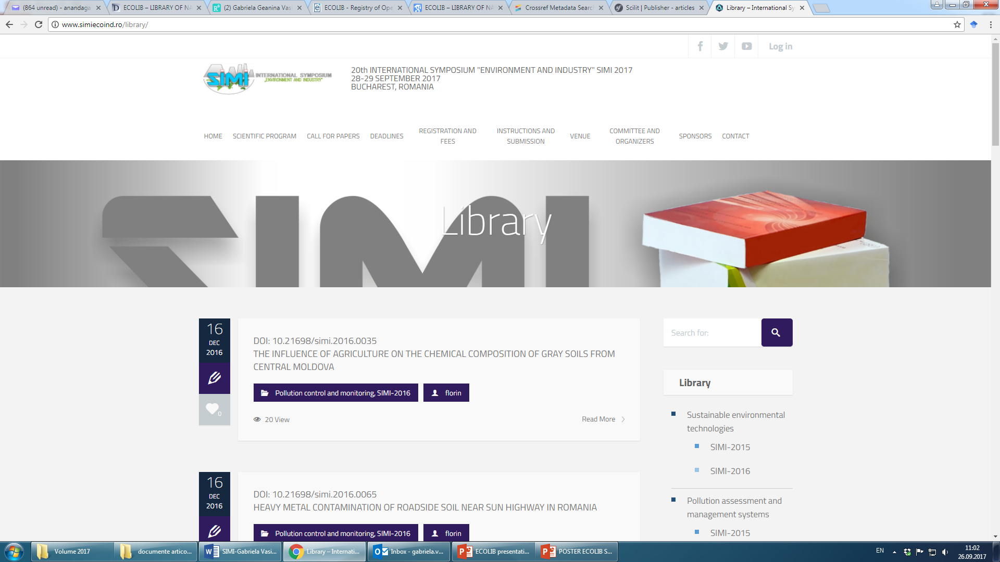 (864 unread) - anandaga
ECOLIB – LIBRARY OF NA
(2) Gabriela Geanina Vasi
ECOLIB - Registry of Ope
ECOLIB – LIBRARY OF NA
Crossref Metadata Search
Scilit | Publisher - articles
Library – International Sy
www.simiecoind.ro/library/
Log in
SIMI INTERNATIONAL SYMPOSIUM
„ENVIRONMENT AND INDUSTRY"
20th INTERNATIONAL SYMPOSIUM "ENVIRONMENT AND INDUSTRY" SIMI 2017
28-29 SEPTEMBER 2017
BUCHAREST, ROMANIA
HOME
SCIENTIFIC PROGRAM
CALL FOR PAPERS
DEADLINES
REGISTRATION AND
FEES
INSTRUCTIONS AND
SUBMISSION
VENUE
COMMITTEE AND
ORGANIZERS
SPONSORS
CONTACT
SIMI
Library
16
DEC
2016
0
DOI: 10.21698/simi.2016.0035
THE INFLUENCE OF AGRICULTURE ON THE CHEMICAL COMPOSITION OF GRAY SOILS FROM
CENTRAL MOLDOVA
Pollution control and monitoring, SIMI-2016
florin
20 View
Read More
16
DEC
2016
DOI: 10.21698/simi.2016.0065
HEAVY METAL CONTAMINATION OF ROADSIDE SOIL NEAR SUN HIGHWAY IN ROMANIA
Pollution control and monitoring, SIMI-2016
florin
Search for:
Library
Sustainable environmental
technologies
SIMI-2015
SIMI-2016
Pollution assessment and
management systems
SIMI-2015
Volume 2017
documente artico...
SIMI-Gabriela Vasi...
Library – Internati...
Inbox - gabriela.v...
ECOLIB presentati...
POSTER ECOLIB S...
EN
11:02
26.09.2017